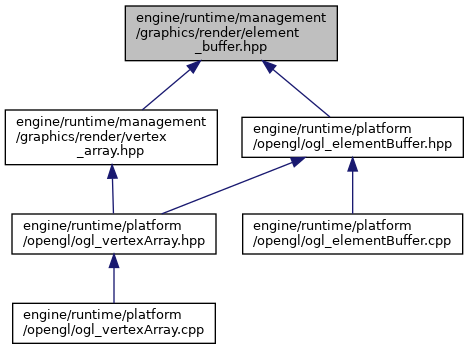 engine/runtime/management
/graphics/render/element
_buffer.hpp
engine/runtime/management
/graphics/render/vertex
_array.hpp
engine/runtime/platform
/opengl/ogl_elementBuffer.hpp
engine/runtime/platform
/opengl/ogl_vertexArray.hpp
engine/runtime/platform
/opengl/ogl_elementBuffer.cpp
engine/runtime/platform
/opengl/ogl_vertexArray.cpp